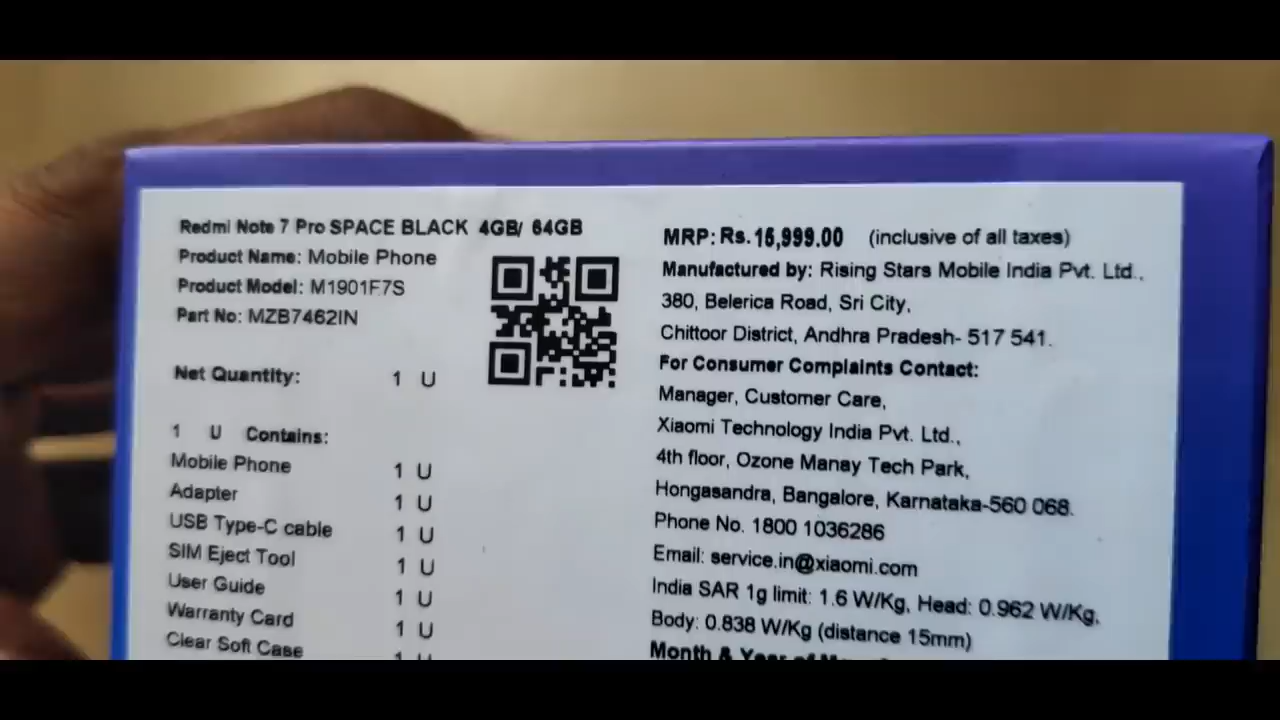 Redmi Note 7 Pro SPACE BLACK 4GB/ 64GB
Product Name: Mobile Phone
Product Model: M1901F7S
Part No: MZB7462IN
Net Quantity: 1 U
1 U Contains:
Mobile Phone 1 U
Adapter 1 U
USB Type-C cable 1 U
SIM Eject Tool 1 U
User Guide 1 U
Warranty Card 1 U
Clear Soft Case 1 U
MRP: Rs. 15,999.00 (inclusive of all taxes)
Manufactured by: Rising Stars Mobile India Pvt. Ltd.,
380, Belerica Road, Sri City,
Chittoor District, Andhra Pradesh- 517 541.
For Consumer Complaints Contact:
Manager, Customer Care,
Xiaomi Technology India Pvt. Ltd.,
4th floor, Ozone Manay Tech Park,
Hongasandra, Bangalore, Karnataka-560 068.
Phone No. 1800 1036286
Email: service.in@xiaomi.com
India SAR 1g limit: 1.6 W/Kg, Head: 0.962 W/Kg,
Body: 0.838 W/Kg (distance 15mm)
Month & Year of